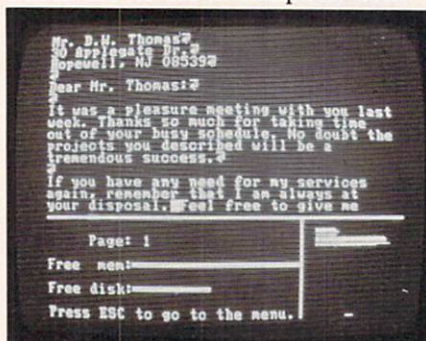 Mr. D.W. Thomas
40 Applegate Dr.
Hopewell, NJ 08539
Dear Mr. Thomas:
It was a pleasure meeting with you last
week. Thanks so much for taking time
out of your busy schedule. No doubt the
projects you described will be a
tremendous success.
If you have any need for my services
again, remember that I am always at
your disposal. Feel free to give me
Page: 1
Free mem:
Free disk:
Press ESC to go to the menu.